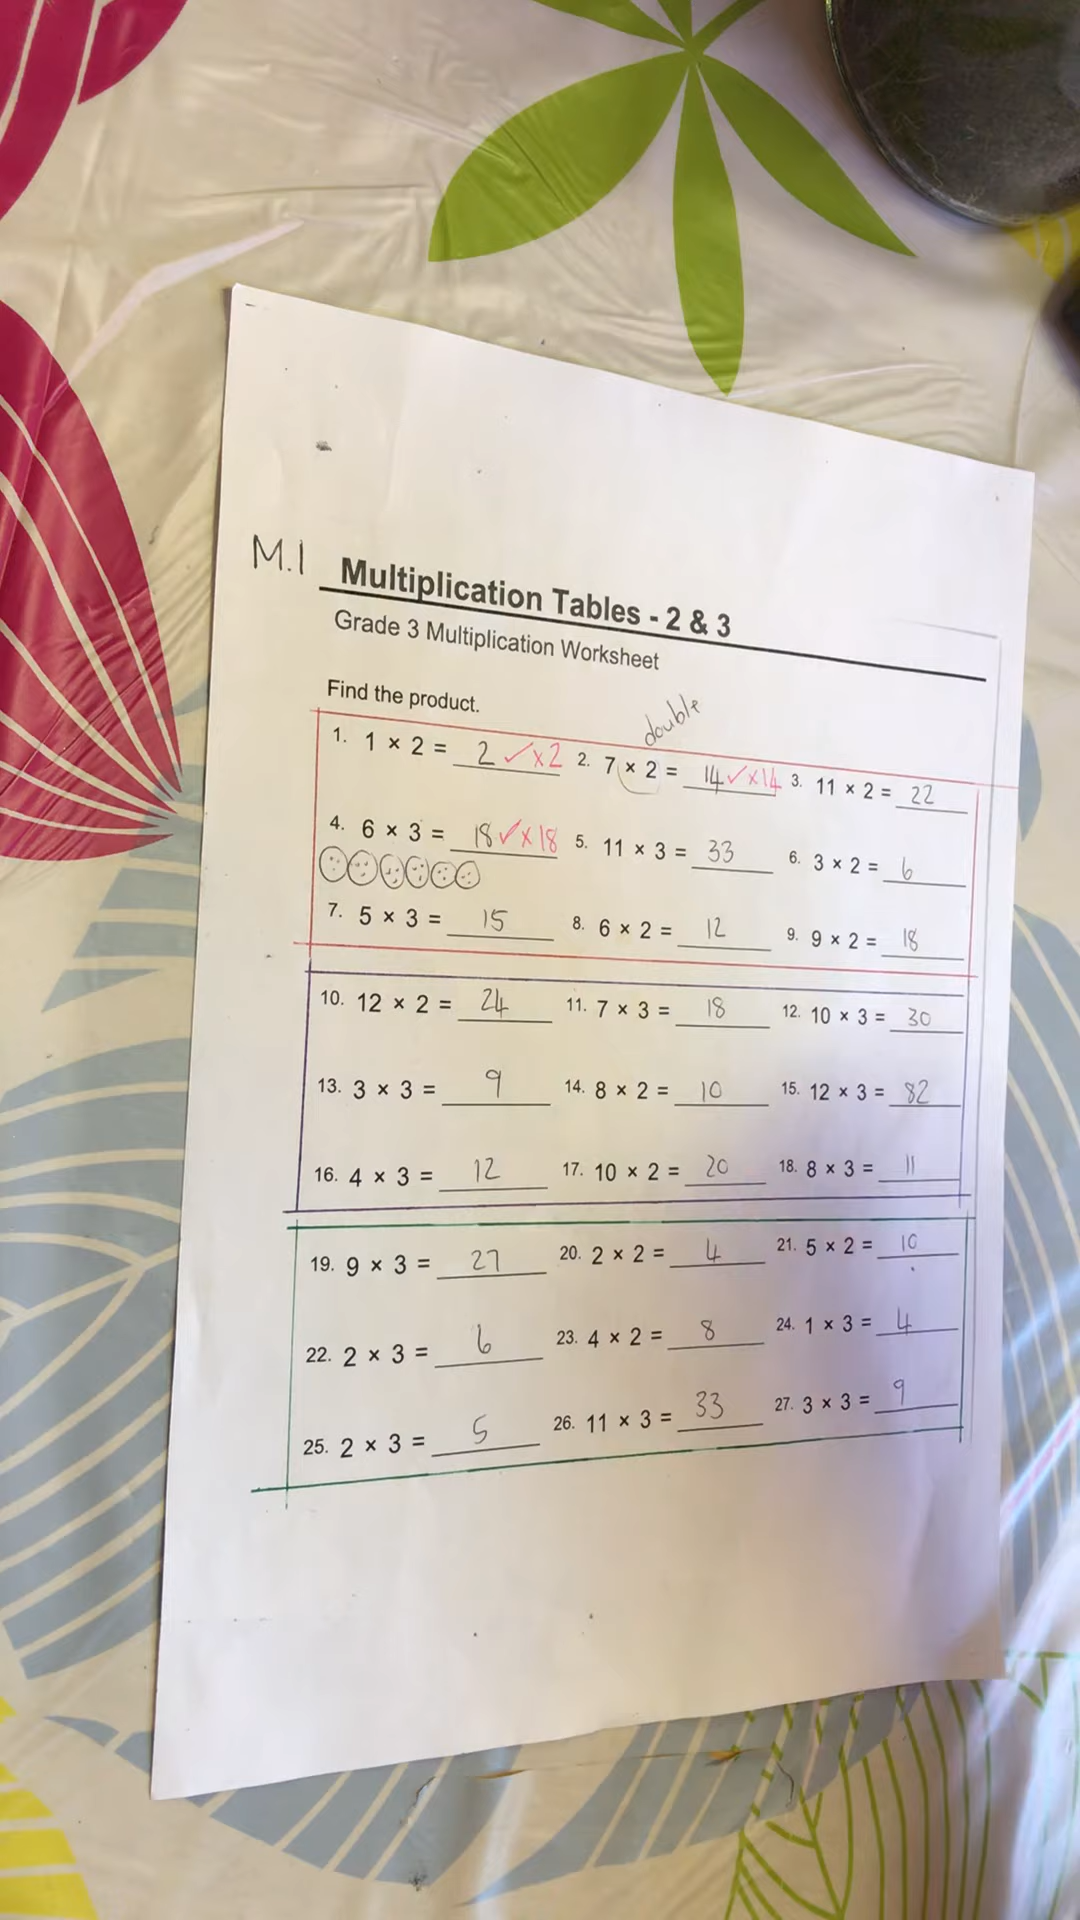 M.1 Multiplication Tables - 2 & 3
Grade 3 Multiplication Worksheet
Find the product.
double
1. 1 × 2 = 2 ✓ x2 2. 7 × 2 = 14 ✓ x14 3. 11 × 2 = 22
4. 6 × 3 = 18 ✓ x18 5. 11 × 3 = 33 6. 3 × 2 = 6
7. 5 × 3 = 15 8. 6 × 2 = 12 9. 9 × 2 = 18
10. 12 × 2 = 24 11. 7 × 3 = 18 12. 10 × 3 = 30
13. 3 × 3 = 9 14. 8 × 2 = 10 15. 12 × 3 = 82
16. 4 × 3 = 12 17. 10 × 2 = 20 18. 8 × 3 = 11
19. 9 × 3 = 27 20. 2 × 2 = 4 21. 5 × 2 = 10
22. 2 × 3 = 6 23. 4 × 2 = 8 24. 1 × 3 = 4
25. 2 × 3 = 5 26. 11 × 3 = 33 27. 3 × 3 = 9